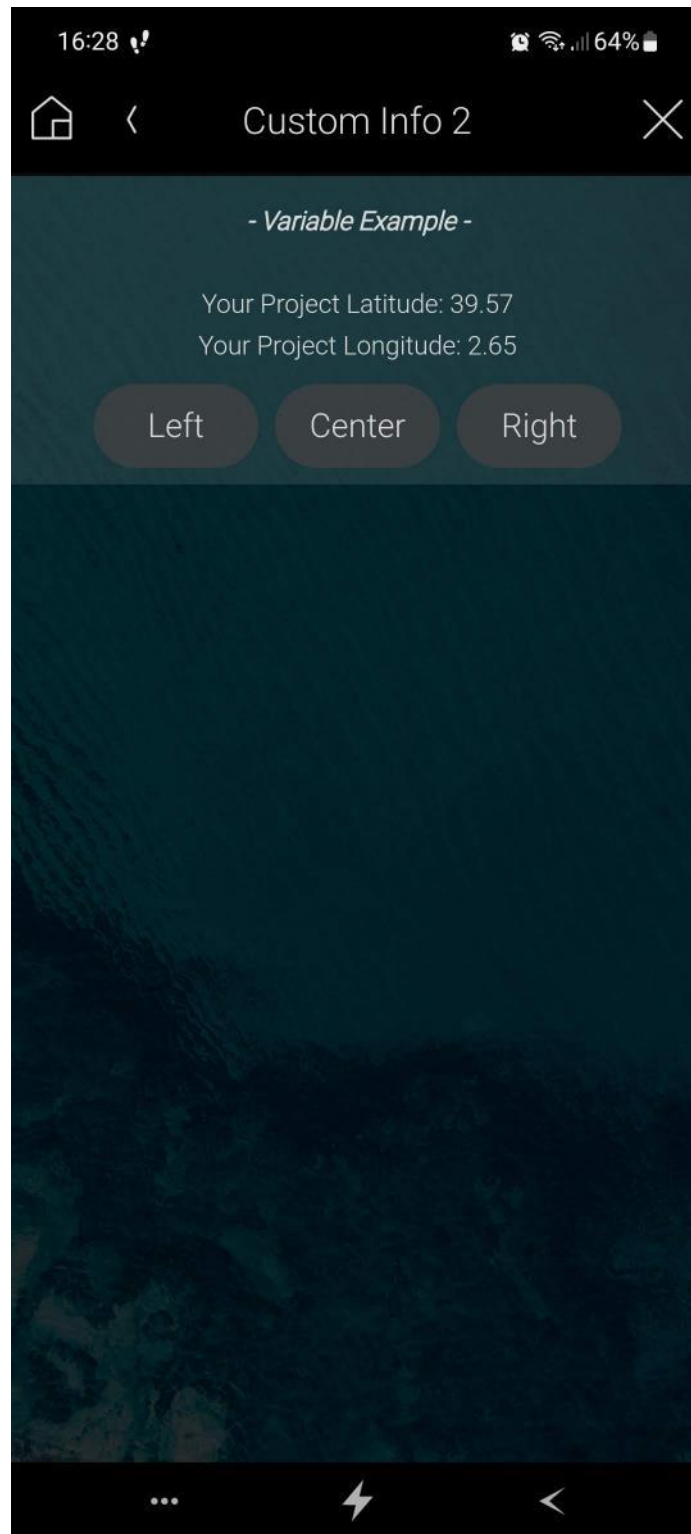 16:28 64%
Custom Info 2
- Variable Example -
Your Project Latitude: 39.57
Your Project Longitude: 2.65
Left Center Right